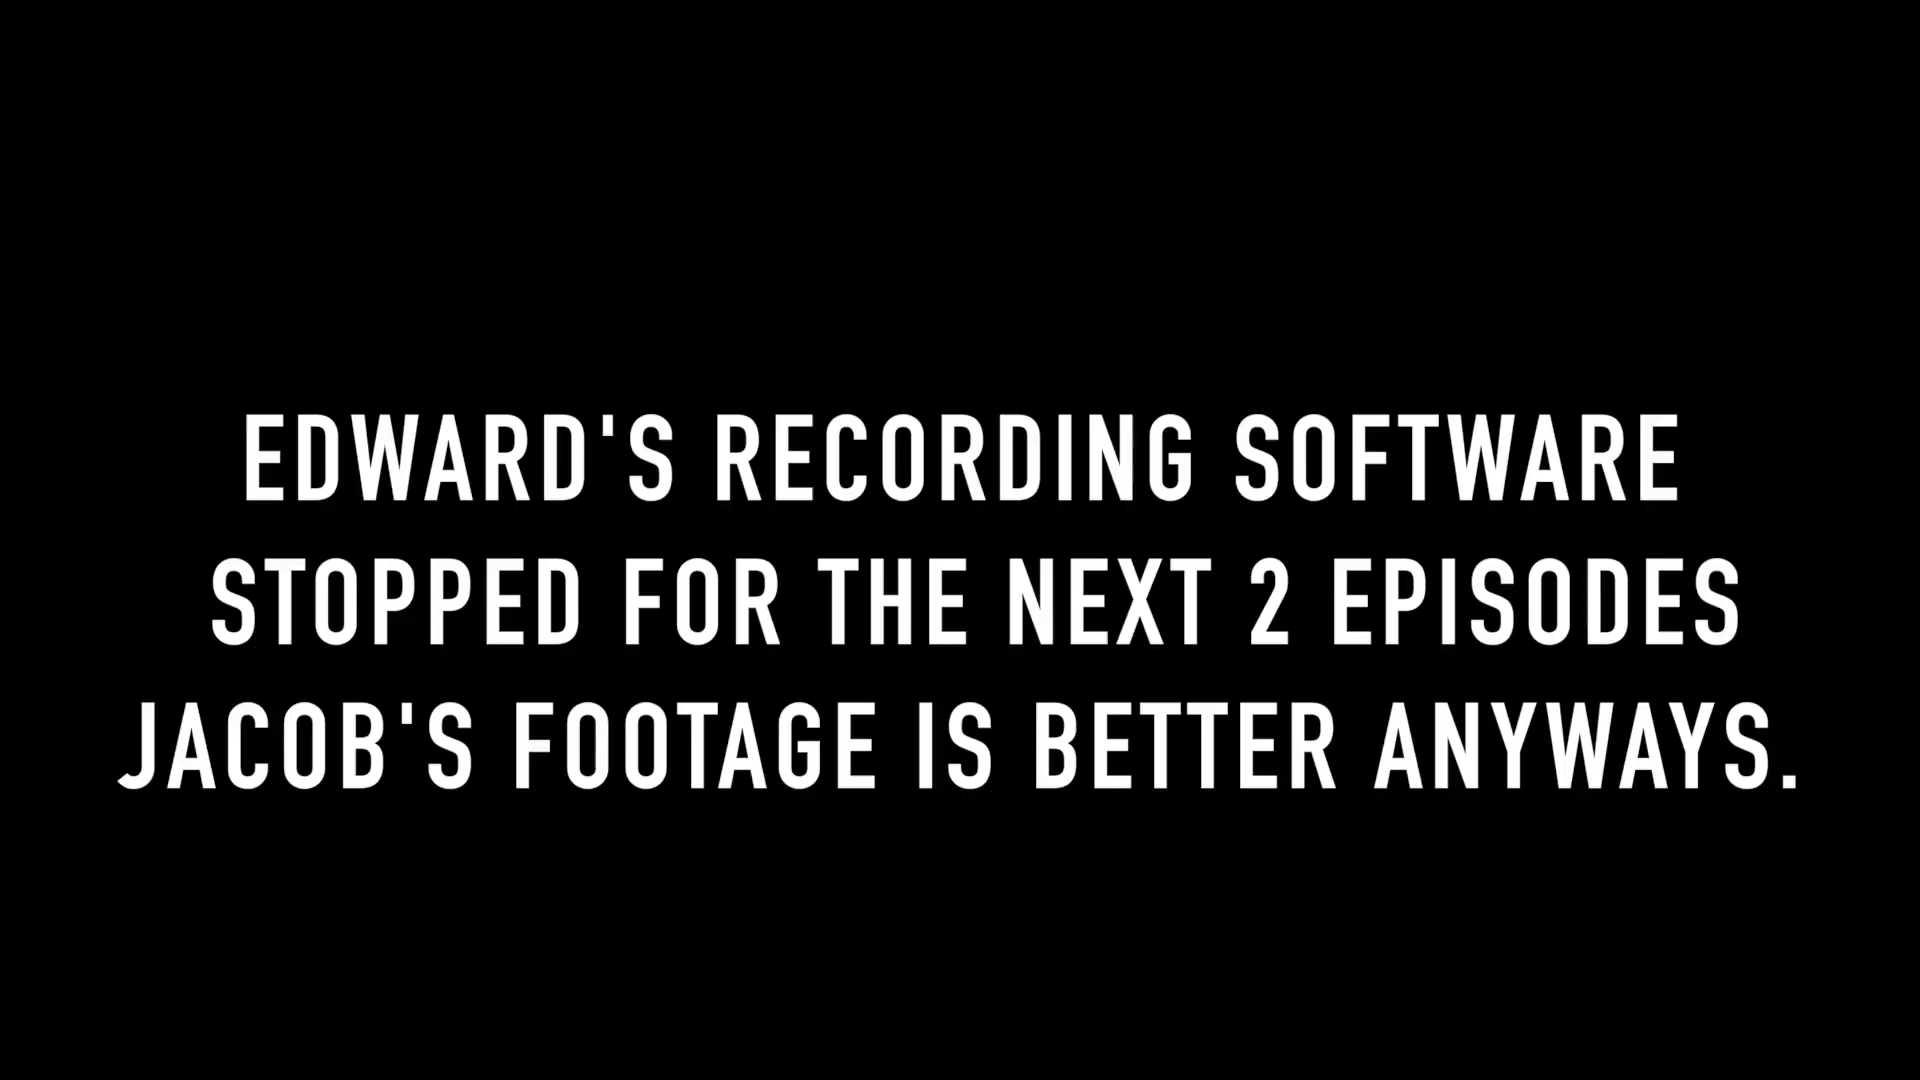 EDWARD'S RECORDING SOFTWARE
STOPPED FOR THE NEXT 2 EPISODES
JACOB'S FOOTAGE IS BETTER ANYWAYS.